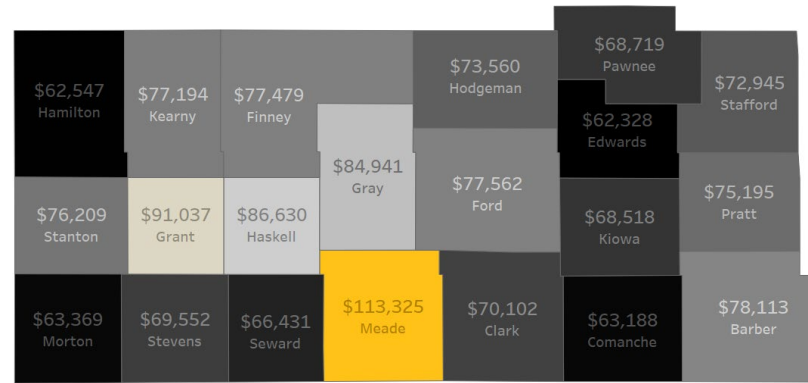 $68,719
Pawnee
$62,547
Hamilton
$77,194
Kearny
$77,479
Finney
$73,560
Hodgeman
$72,945
Stafford
$62,328
Edwards
$84,941
Gray
$77,562
Ford
$76,209
Stanton
$91,037
Grant
$86,630
Haskell
$68,518
Kiowa
$75,195
Pratt
$63,369
Morton
$69,552
Stevens
$66,431
Seward
$113,325
Meade
$70,102
Clark
$63,188
Comanche
$78,113
Barber